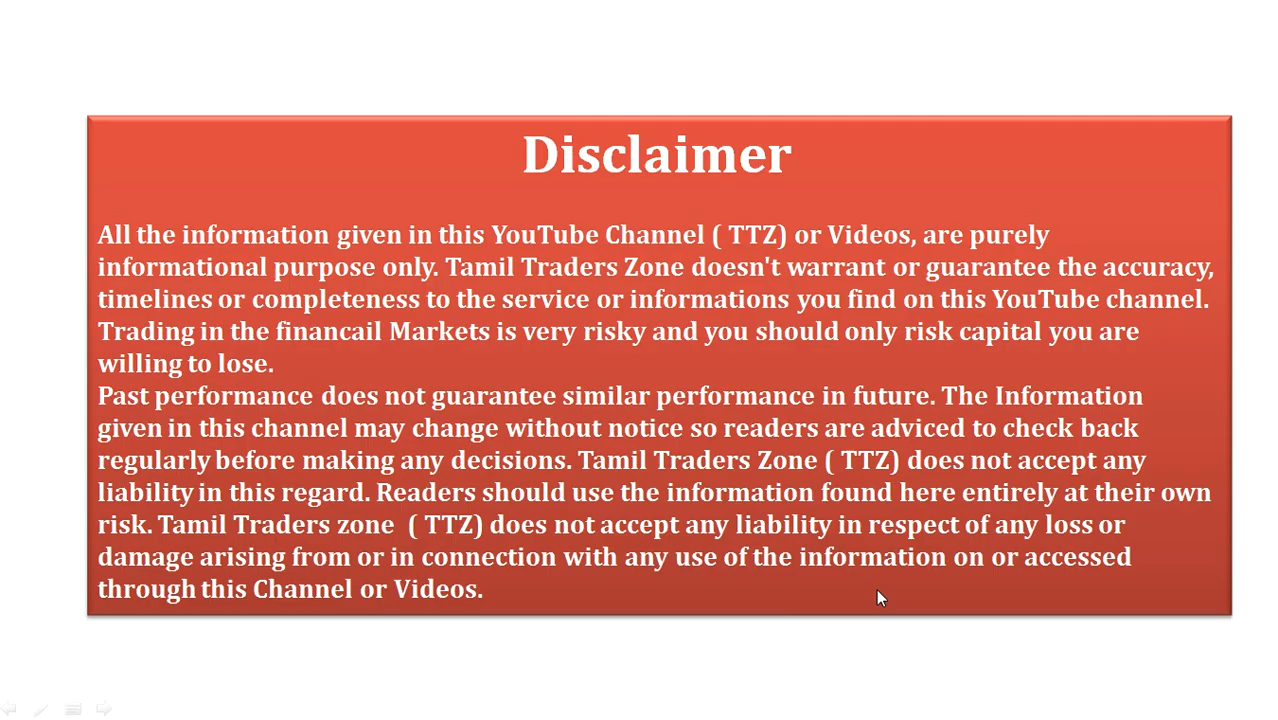 Disclaimer
All the information given in this YouTube Channel ( TTZ) or Videos, are purely
informational purpose only. Tamil Traders Zone doesn't warrant or guarantee the accuracy,
timelines or completeness to the service or informations you find on this YouTube channel.
Trading in the financail Markets is very risky and you should only risk capital you are
willing to lose.
Past performance does not guarantee similar performance in future. The Information
given in this channel may change without notice so readers are adviced to check back
regularly before making any decisions. Tamil Traders Zone ( TTZ) does not accept any
liability in this regard. Readers should use the information found here entirely at their own
risk. Tamil Traders zone  ( TTZ) does not accept any liability in respect of any loss or
damage arising from or in connection with any use of the information on or accessed
through this Channel or Videos.